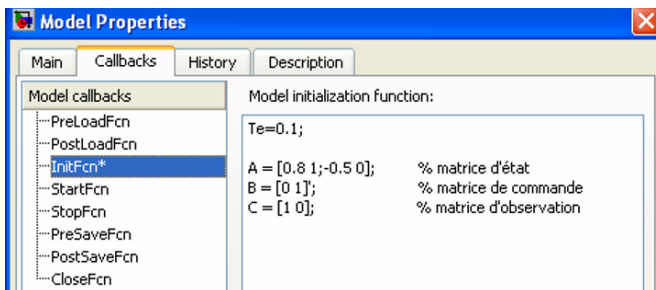 Model Properties
Main Callbacks History Description
Model callbacks
PreLoadFcn
PostLoadFcn
InitFcn*
StartFcn
StopFcn
PreSaveFcn
PostSaveFcn
CloseFcn
Model initialization function:
Te=0.1;
A = [0.8 1;-0.5 0]; % matrice d'état
B = [0 1]'; % matrice de commande
C = [1 0]; % matrice d'observation